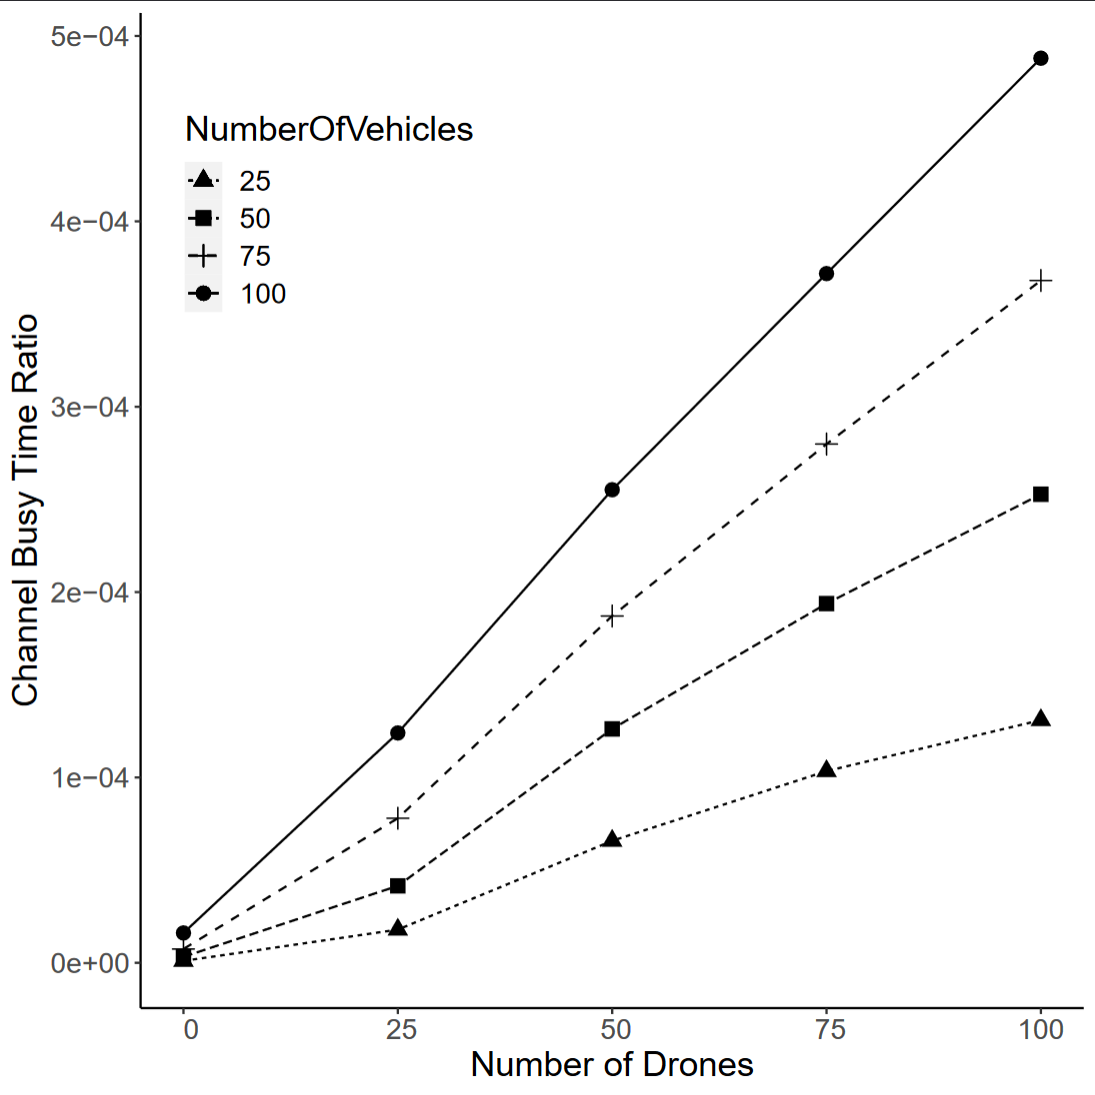 5e−04
4e−04
3e−04
2e−04
1e−04
0e+00
Channel Busy Time Ratio
NumberOfVehicles
25
50
75
100
0 25 50 75 100
Number of Drones